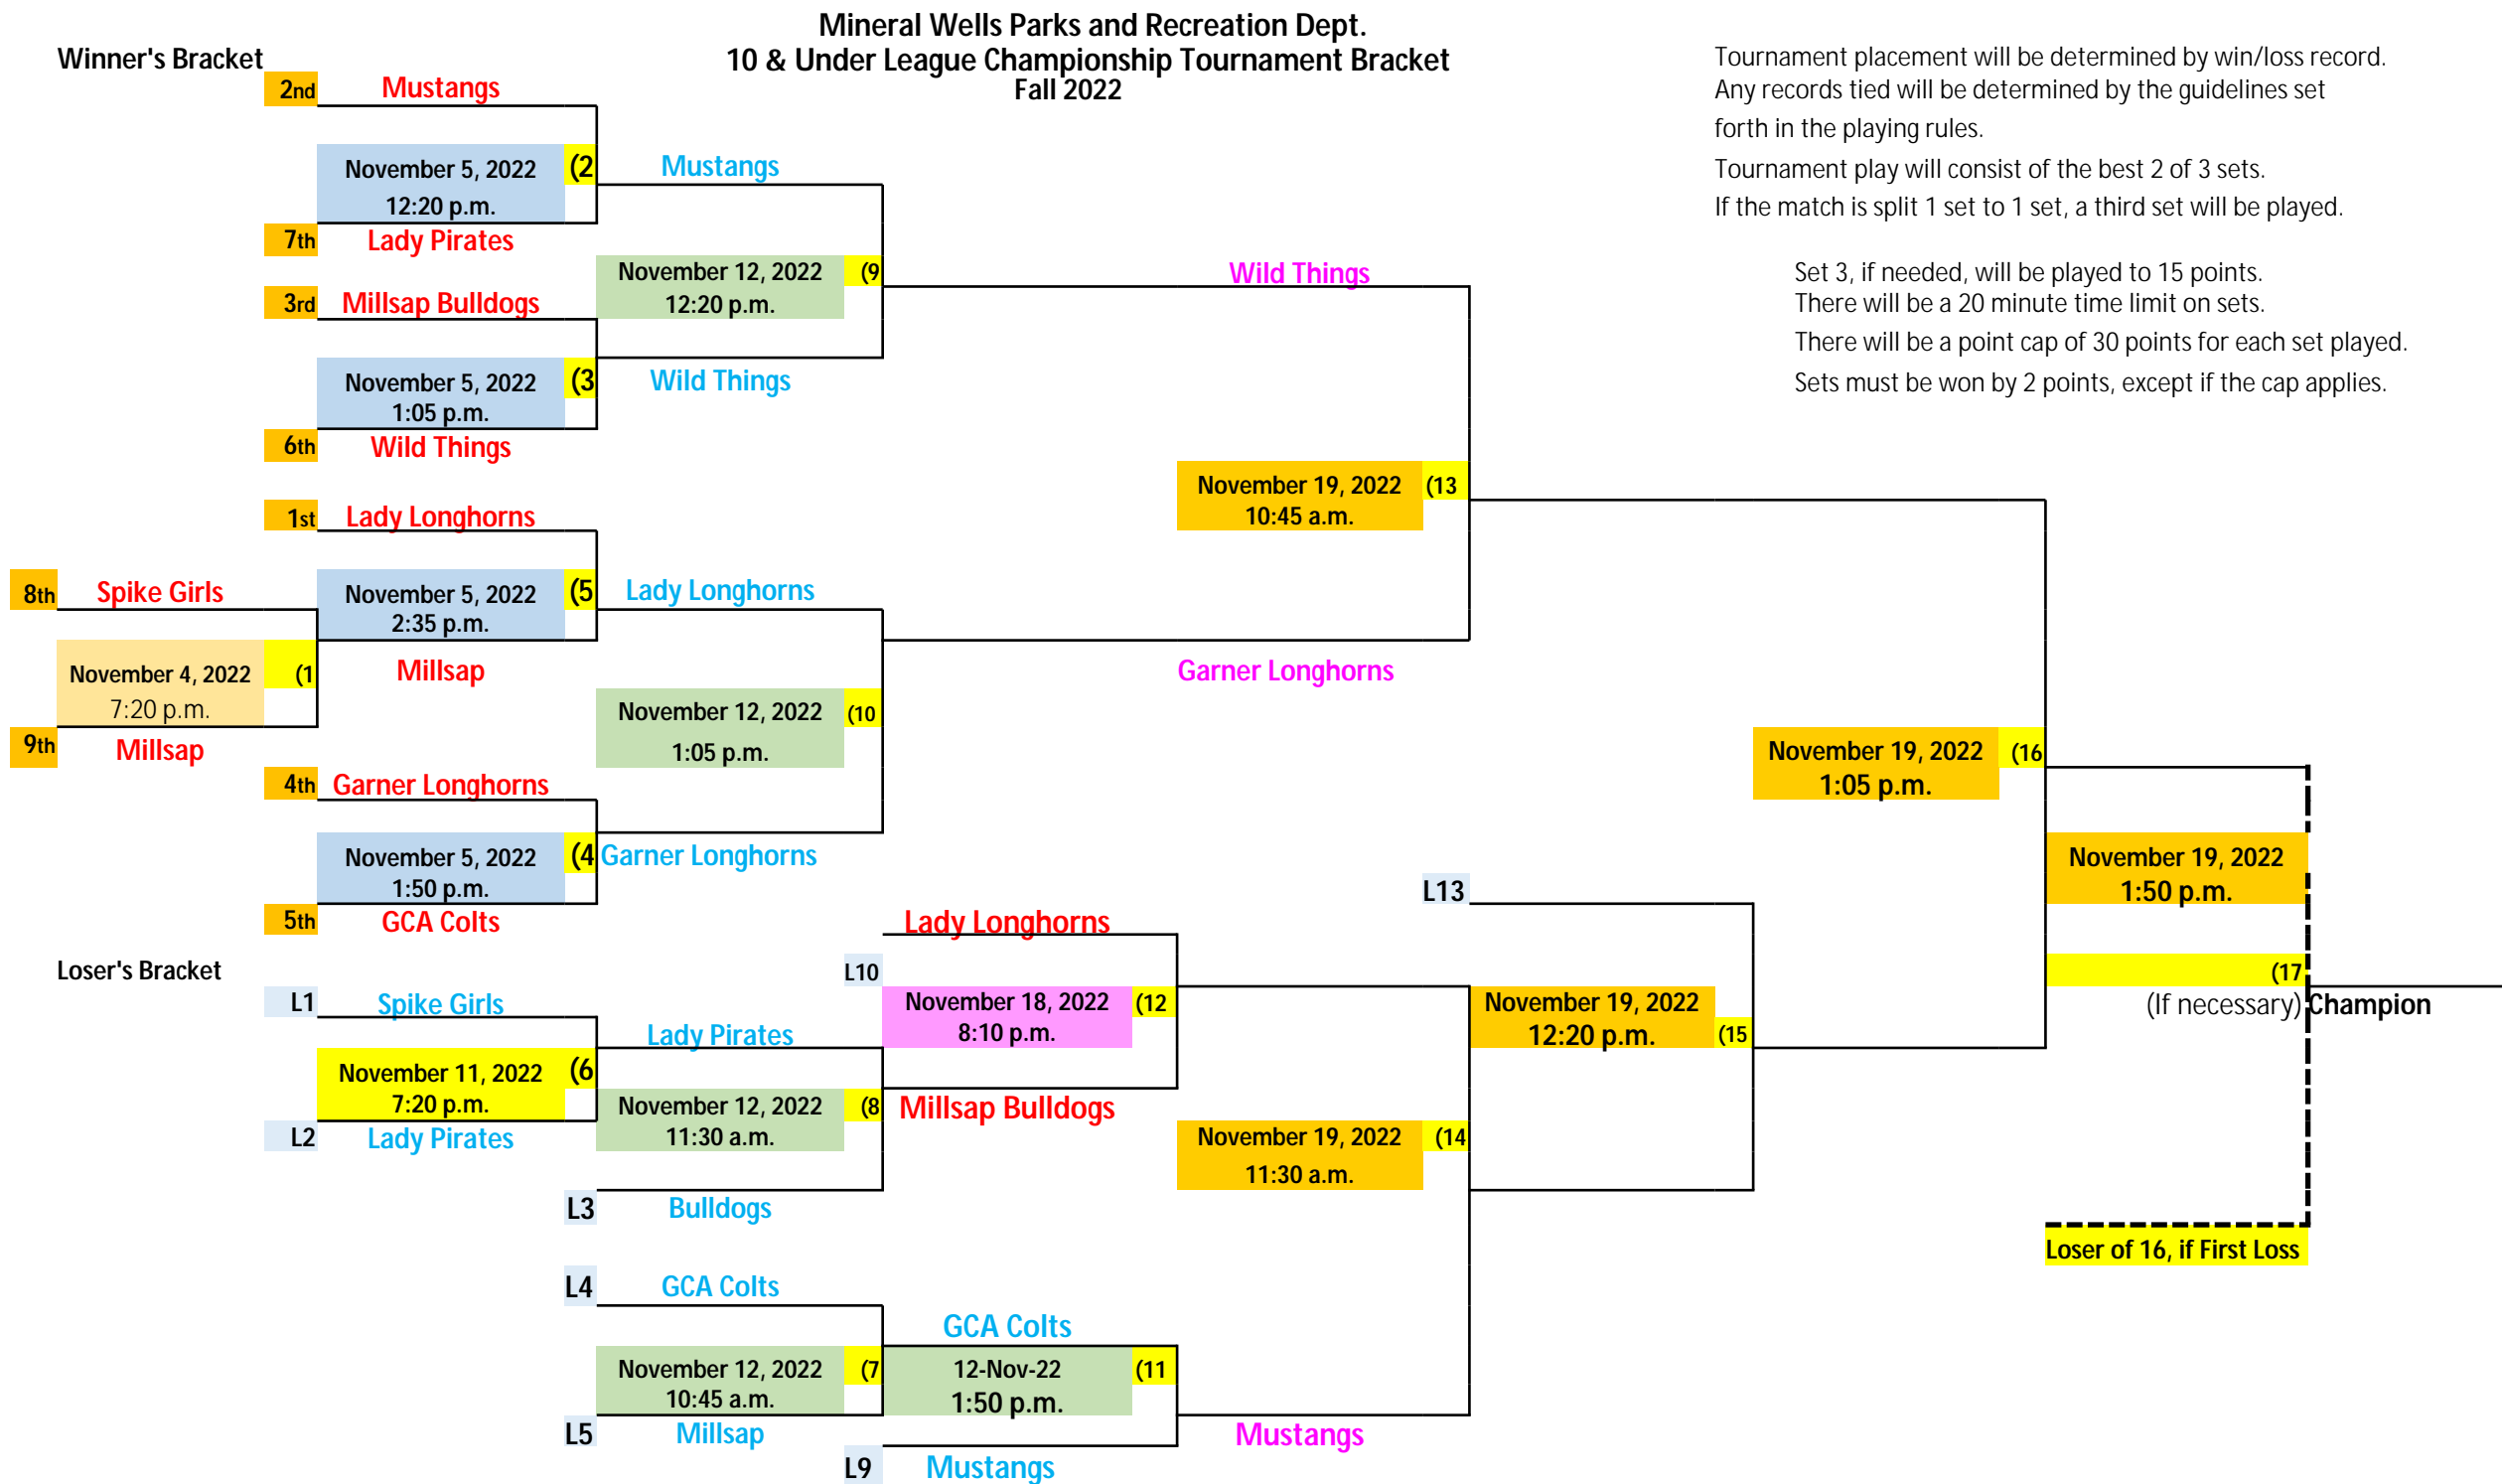 Mineral Wells Parks and Recreation Dept.
10 & Under League Championship Tournament Bracket
Fall 2022
Winner's Bracket
Tournament placement will be determined by win/loss record.
Any records tied will be determined by the guidelines set
forth in the playing rules.
Tournament play will consist of the best 2 of 3 sets.
If the match is split 1 set to 1 set, a third set will be played.
Set 3, if needed, will be played to 15 points.
There will be a 20 minute time limit on sets.
There will be a point cap of 30 points for each set played.
Sets must be won by 2 points, except if the cap applies.
2nd Mustangs
November 5, 2022 (2
12:20 p.m.
Mustangs
7th Lady Pirates
November 12, 2022 (9
12:20 p.m.
Wild Things
3rd Millsap Bulldogs
November 5, 2022 (3
1:05 p.m.
Wild Things
6th Wild Things
November 19, 2022 (13
10:45 a.m.
1st Lady Longhorns
8th Spike Girls
November 5, 2022 (5
2:35 p.m.
Lady Longhorns
November 4, 2022 (1
7:20 p.m.
Millsap
Garner Longhorns
9th Millsap
November 12, 2022 (10
1:05 p.m.
November 19, 2022 (16
1:05 p.m.
4th Garner Longhorns
November 5, 2022 (4
1:50 p.m.
Garner Longhorns
November 19, 2022
1:50 p.m.
5th GCA Colts
L13
Lady Longhorns
Loser's Bracket
L10
(17
(If necessary) Champion
L1 Spike Girls
November 18, 2022 (12
8:10 p.m.
November 19, 2022
12:20 p.m. (15
Lady Pirates
November 11, 2022 (6
7:20 p.m.
November 12, 2022 (8
11:30 a.m.
Millsap Bulldogs
L2 Lady Pirates
November 19, 2022 (14
11:30 a.m.
L3 Bulldogs
Loser of 16, if First Loss
L4 GCA Colts
GCA Colts
November 12, 2022 (7
10:45 a.m.
12-Nov-22 (11
1:50 p.m.
L5 Millsap
Mustangs
L9 Mustangs